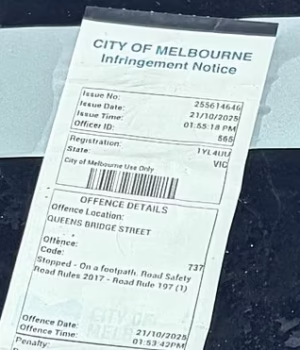 CITY OF MELBOURNE
Infringement Notice
Issue No: 255614646
Issue Date: 21/10/2025
Issue Time: 01:55:18 PM
Officer ID: 565
Registration: 1YL4UU
State: VIC
City of Melbourne Use Only
OFFENCE DETAILS
Offence Location:
QUEENS BRIDGE STREET
Offence:
Code: 737
Stopped - On a footpath. Road Safety
Road Rules 2017 - Road Rule 197 (1)
Offence Date: 21/10/2025
Offence Time: 01:53:42PM
Penalty: